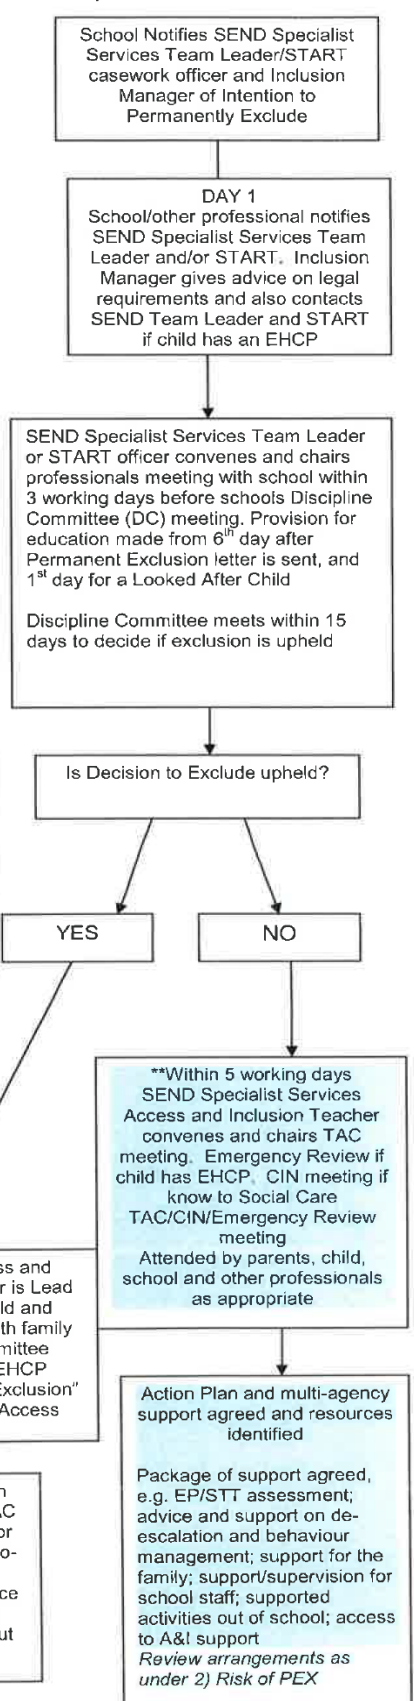 School Notifies SEND Specialist
Services Team Leader/START
casework officer and Inclusion
Manager of Intention to
Permanently Exclude
DAY 1
School/other professional notifies
SEND Specialist Services Team
Leader and/or START. Inclusion
Manager gives advice on legal
requirements and also contacts
SEND Team Leader and START
if child has an EHCP
SEND Specialist Services Team Leader
or START officer convenes and chairs
professionals meeting with school within
3 working days before schools Discipline
Committee (DC) meeting. Provision for
education made from 6th day after
Permanent Exclusion letter is sent, and
1st day for a Looked After Child
Discipline Committee meets within 15
days to decide if exclusion is upheld
Is Decision to Exclude upheld?
YES
NO
**Within 5 working days
SEND Specialist Services
Access and Inclusion Teacher
convenes and chairs TAC
meeting. Emergency Review if
child has EHCP. CIN meeting if
know to Social Care
TAC/CIN/Emergency Review
meeting
Attended by parents, child,
school and other professionals
as appropriate
ss and
r is Lead
ld and
th family
mittee
EHCP
Exclusion"
Access
Action Plan and multi-agency
support agreed and resources
identified
Package of support agreed,
e.g. EP/STT assessment;
advice and support on de-
escalation and behaviour
management; support for the
family; support/supervision for
school staff; supported
activities out of school; access
to A&I support
Review arrangements as
under 2) Risk of PEX
n
AC
or
o-
ce
ut